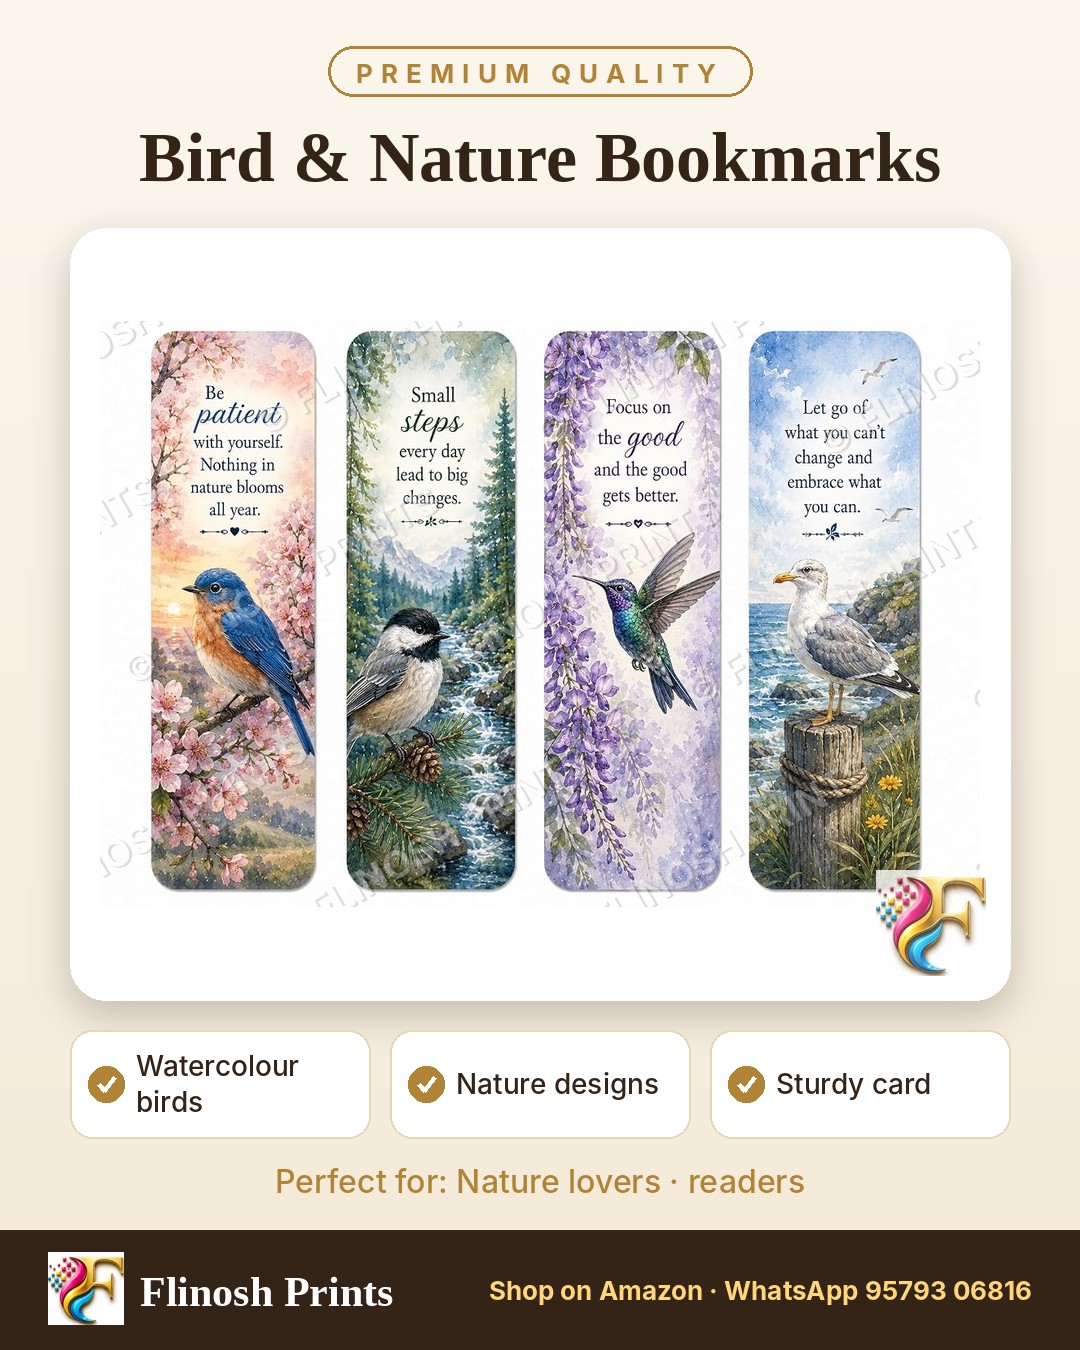 PREMIUM QUALITY
Bird & Nature Bookmarks
Be
patient
with yourself.
Nothing in
nature blooms
all year.
Small
steps
every day
lead to big
changes.
Focus on
the good
and the good
gets better.
Let go of
what you can't
change and
embrace what
you can.
© FLINOSH PRINTS
F
Watercolour
birds
Nature designs
Sturdy card
Perfect for: Nature lovers · readers
F
Flinosh Prints
Shop on Amazon · WhatsApp 95793 06816